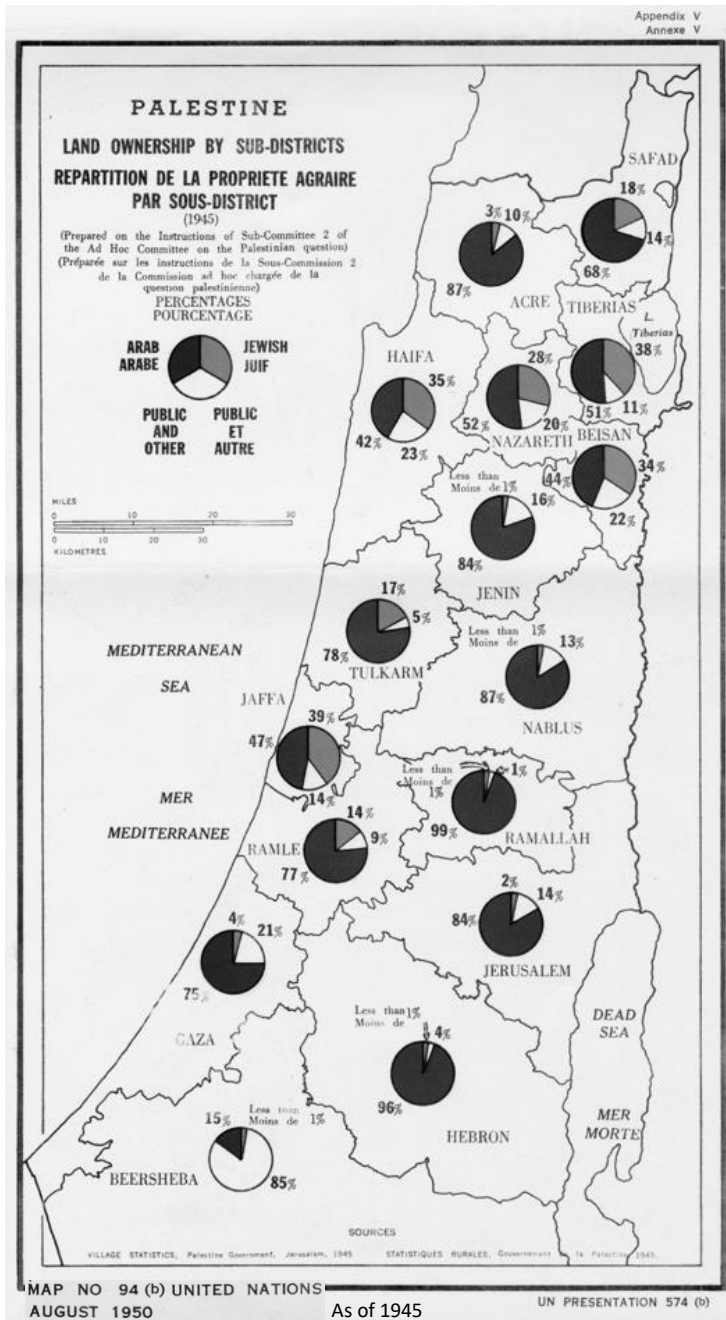 Appendix V
Annexe V
PALESTINE
LAND OWNERSHIP BY SUB-DISTRICTS
REPARTITION DE LA PROPRIETE AGRAIRE
PAR SOUS-DISTRICT
(1945)
(Prepared on the Instructions of Sub-Committee 2 of
the Ad Hoc Committee on the Palestinian question)
(Préparée sur les instructions de la Sous-Commission 2
de la Commission ad hoc chargée de la
question palestinienne)
PERCENTAGES
POURCENTAGE
ARAB
ARABE
JEWISH
JUIF
PUBLIC
AND
OTHER
PUBLIC
ET
AUTRE
MILES
0 10 20 30
0 10 20 30
KILOMETRES
SAFAD
18%
14%
68%
3% 10%
87%
ACRE
TIBERIAS
L.
Tiberias
38%
11%
51%
HAIFA
35%
42%
23%
28%
52%
20%
NAZARETH
BEISAN
44%
34%
22%
Less than
Moins de 1%
16%
84%
JENIN
17%
5%
78%
TULKARM
Less than
Moins de 1%
13%
87%
NABLUS
MEDITERRANEAN
SEA
MER
MEDITERRANEE
JAFFA
39%
47%
14%
Less than
Moins de
1%
1%
99%
RAMALLAH
14%
9%
RAMLE
77%
2%
14%
84%
JERUSALEM
4%
21%
75%
GAZA
DEAD
SEA
MER
MORTE
Less than
Moins de 1%
4%
96%
HEBRON
15%
Less than
Moins de 1%
BEERSHEBA
85%
SOURCES
VILLAGE STATISTICS, Palestine Government, Jerusalem, 1945 STATISTIQUES RURALES, Gouvernement la Palestine 1945.
MAP NO 94 (b) UNITED NATIONS
AUGUST 1950
As of 1945
UN PRESENTATION 574 (b)